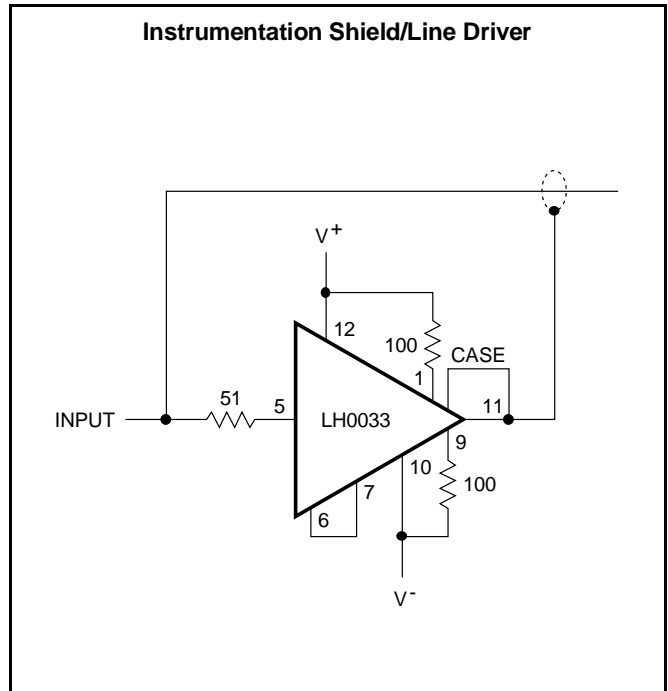 Instrumentation Shield/Line Driver
V+
12
100
CASE
1
51
INPUT
5
LH0033
11
9
10
7
100
6
V-